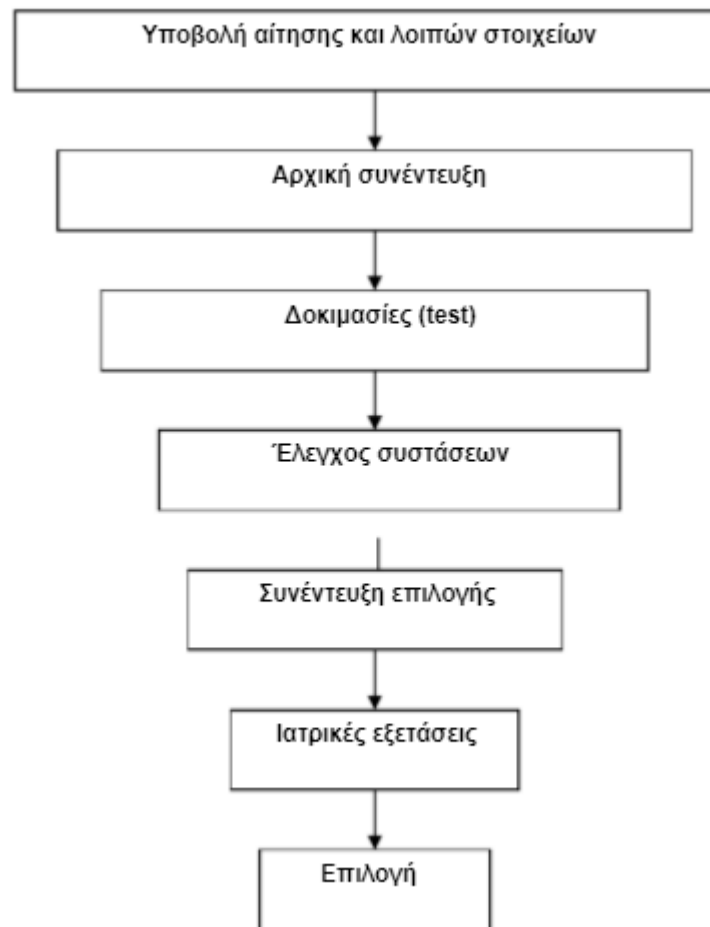 Υποβολή αίτησης και λοιπών στοιχείων
Αρχική συνέντευξη
Δοκιμασίες (test)
Έλεγχος συστάσεων
Συνέντευξη επιλογής
Ιατρικές εξετάσεις
Επιλογή